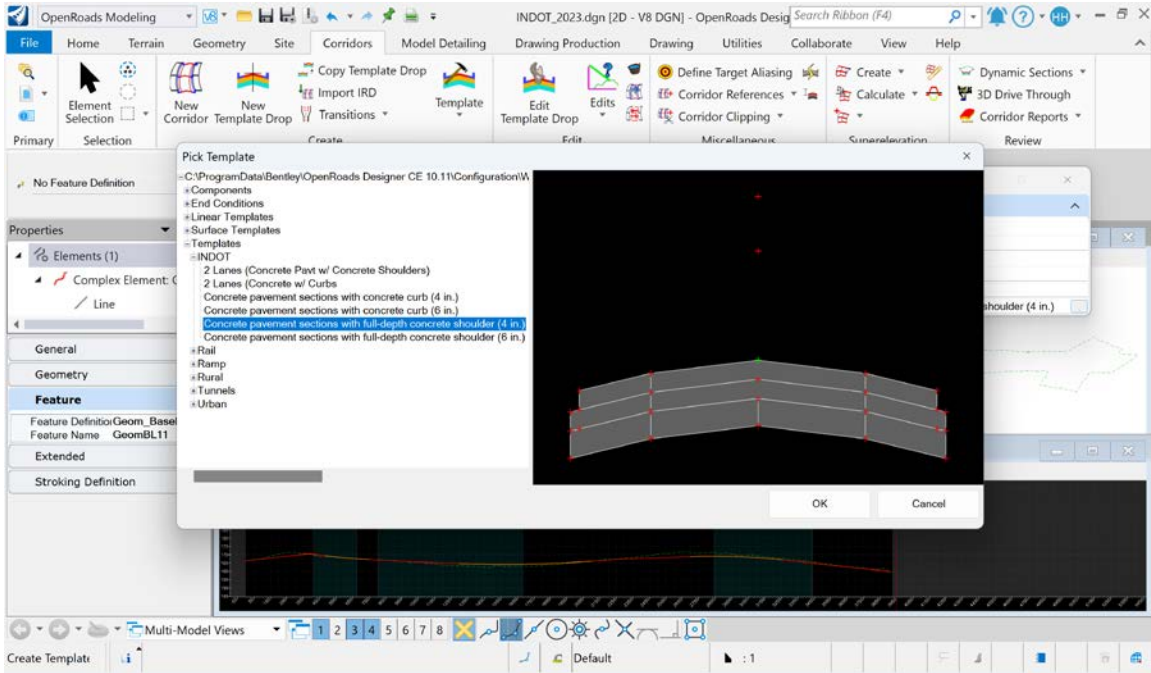 OpenRoads Modeling
INDOT_2023.dgn [2D - V8 DGN] - OpenRoads Desig
Search Ribbon (F4)
HH
File Home Terrain Geometry Site Corridors Model Detailing Drawing Production Drawing Utilities Collaborate View Help
Copy Template Drop
Import IRD
Transitions
Element Selection
New Corridor
New Template Drop
Template
Edit Template Drop
Edits
Define Target Aliasing
Corridor References
Corridor Clipping
Create
Calculate
Dynamic Sections
3D Drive Through
Corridor Reports
Primary Selection Create Edit Miscellaneous Superelevation Review
No Feature Definition
Properties
Elements (1)
Complex Element: C
Line
General
Geometry
Feature
Feature Definitio Geom_Basel
Feature Name GeomBL11
Extended
Stroking Definition
Pick Template
C:\ProgramData\Bentley\OpenRoads Designer CE 10.11\Configuration\W
Components
End Conditions
Linear Templates
Surface Templates
Templates
INDOT
2 Lanes (Concrete Pavt w/ Concrete Shoulders)
2 Lanes (Concrete w/ Curbs
Concrete pavement sections with concrete curb (4 in.)
Concrete pavement sections with concrete curb (6 in.)
Concrete pavement sections with full-depth concrete shoulder (4 in.)
Concrete pavement sections with full-depth concrete shoulder (6 in.)
Rail
Ramp
Rural
Tunnels
Urban
OK Cancel
shoulder (4 in.)
Multi-Model Views 1 2 3 4 5 6 7 8
Create Template
Default
: 1